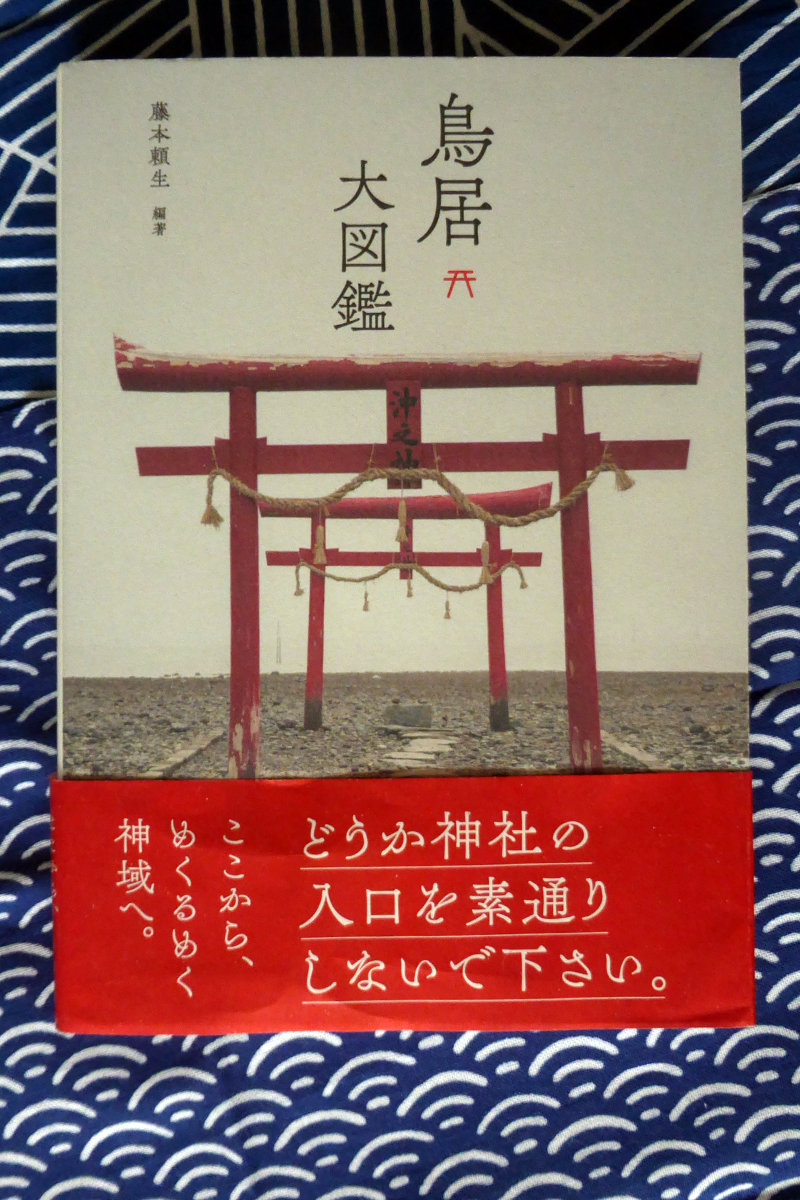 鳥居
大図鑑
藤本頼生 編著
沖之神
どうか神社の
入口を素通り
しないで下さい。
ここから、
めくるめく
神域へ。